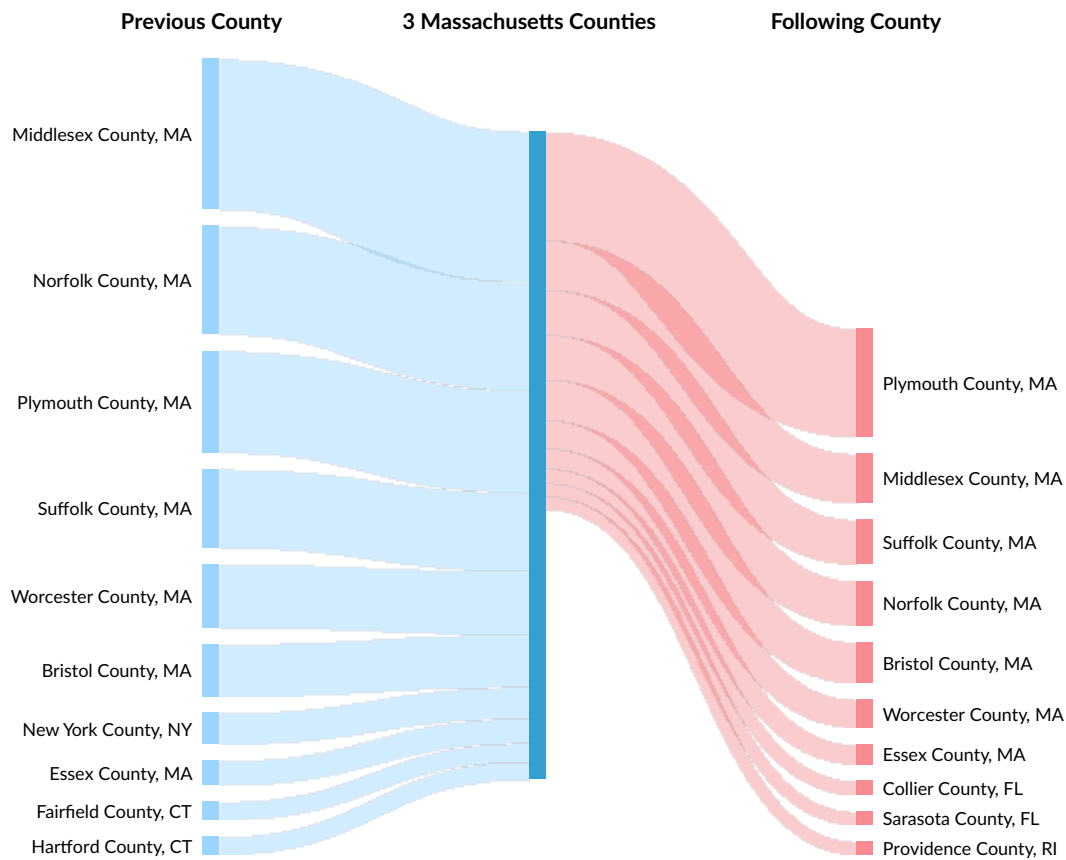 Previous County
3 Massachusetts Counties
Following County
Middlesex County, MA
Norfolk County, MA
Plymouth County, MA
Suffolk County, MA
Worcester County, MA
Bristol County, MA
New York County, NY
Essex County, MA
Fairfield County, CT
Hartford County, CT
Plymouth County, MA
Middlesex County, MA
Suffolk County, MA
Norfolk County, MA
Bristol County, MA
Worcester County, MA
Essex County, MA
Collier County, FL
Sarasota County, FL
Providence County, RI